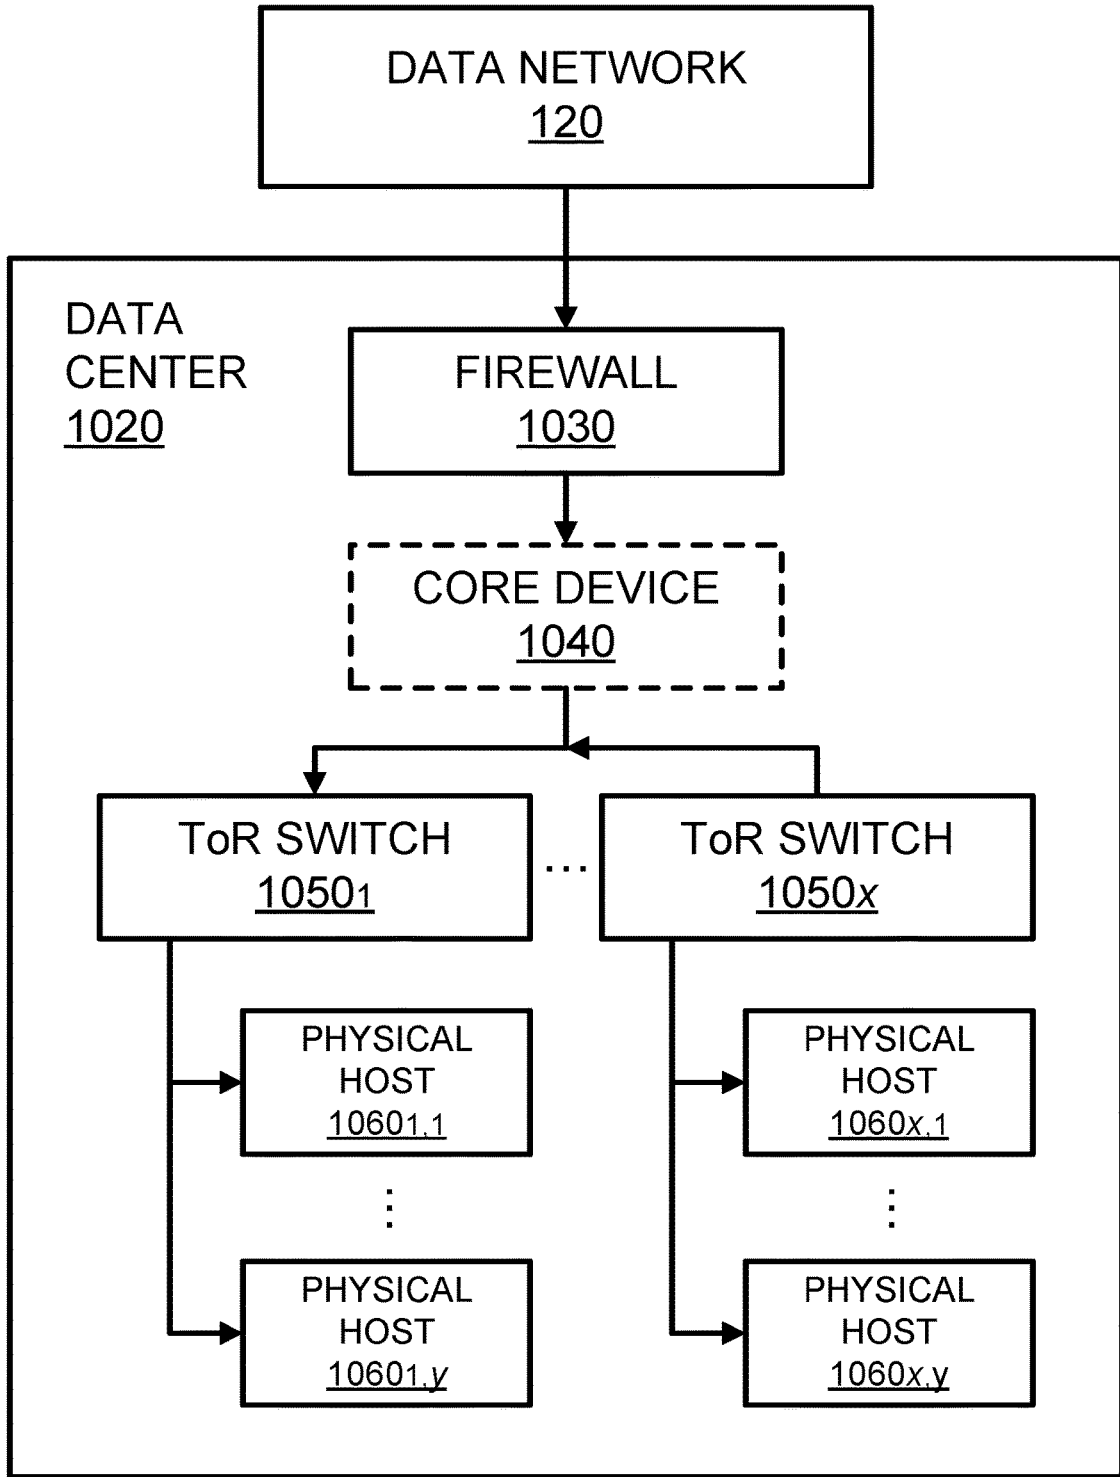 DATA NETWORK
120
DATA
CENTER
1020
FIREWALL
1030
CORE DEVICE
1040
ToR SWITCH
1050₁
...
ToR SWITCH
1050x
PHYSICAL
HOST
1060₁,₁
PHYSICAL
HOST
1060x,1
⋮
⋮
PHYSICAL
HOST
1060₁,y
PHYSICAL
HOST
1060x,y